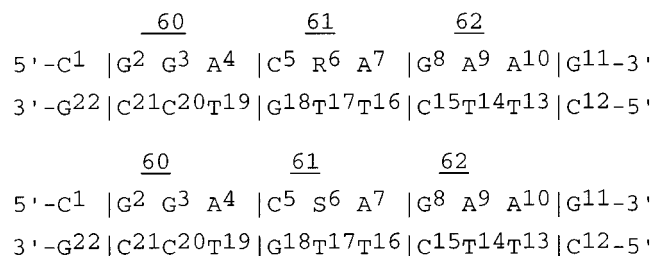 60 61 62
5'-C¹ |G² G³ A⁴ |C⁵ R⁶ A⁷ |G⁸ A⁹ A¹⁰ |G¹¹-3'
3'-G²² |C²¹C²⁰T¹⁹ |G¹⁸T¹⁷T¹⁶ |C¹⁵T¹⁴T¹³ |C¹²-5'
60 61 62
5'-C¹ |G² G³ A⁴ |C⁵ S⁶ A⁷ |G⁸ A⁹ A¹⁰ |G¹¹-3'
3'-G²² |C²¹C²⁰T¹⁹ |G¹⁸T¹⁷T¹⁶ |C¹⁵T¹⁴T¹³ |C¹²-5'